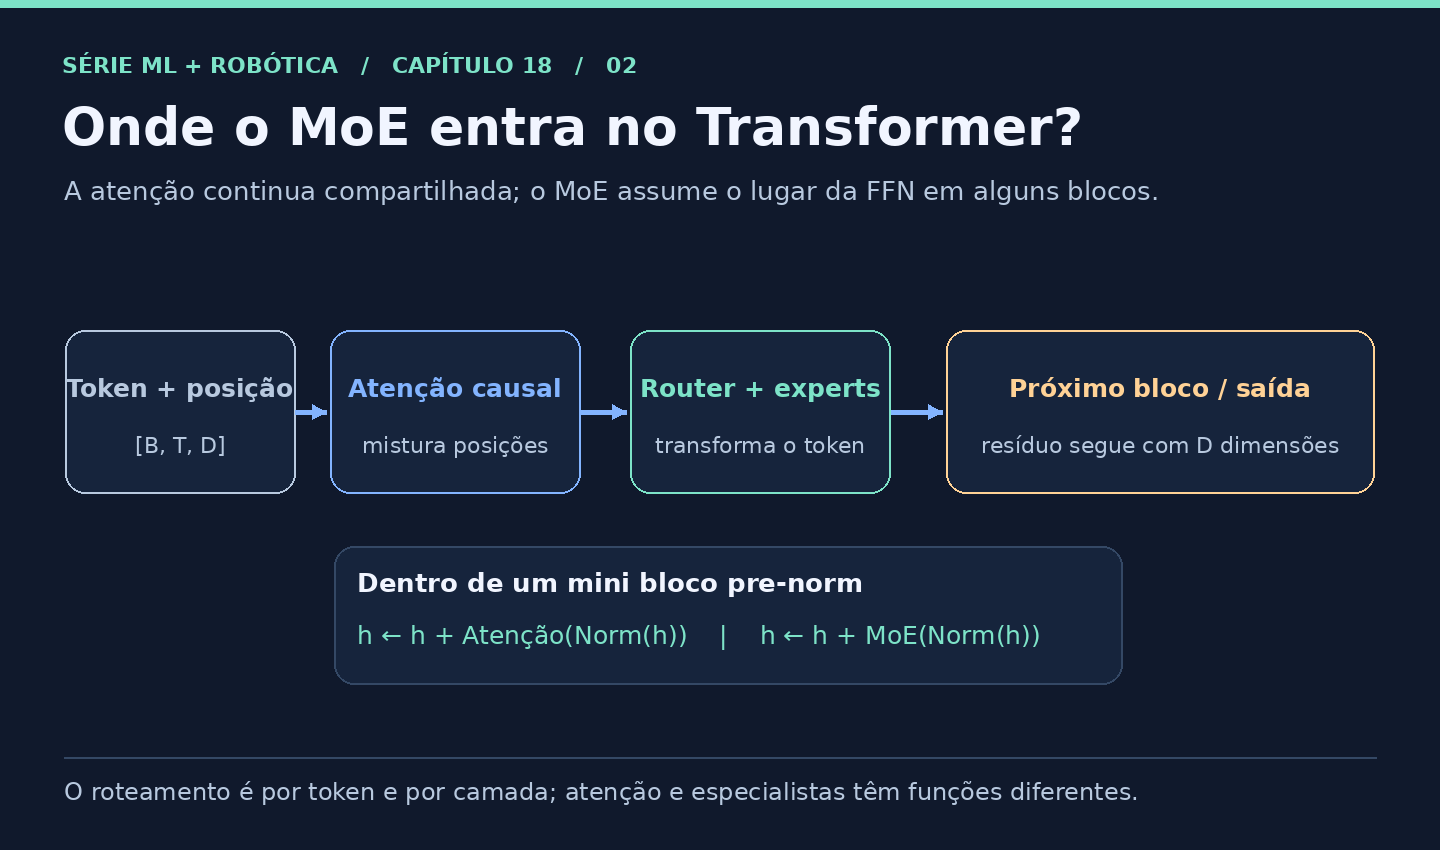 SÉRIE ML + ROBÓTICA / CAPÍTULO 18 / 02
Onde o MoE entra no Transformer?
A atenção continua compartilhada; o MoE assume o lugar da FFN em alguns blocos.
Token + posição
[B, T, D]
Atenção causal
mistura posições
Router + experts
transforma o token
Próximo bloco / saída
resíduo segue com D dimensões
Dentro de um mini bloco pre-norm
h ← h + Atenção(Norm(h)) | h ← h + MoE(Norm(h))
O roteamento é por token e por camada; atenção e especialistas têm funções diferentes.